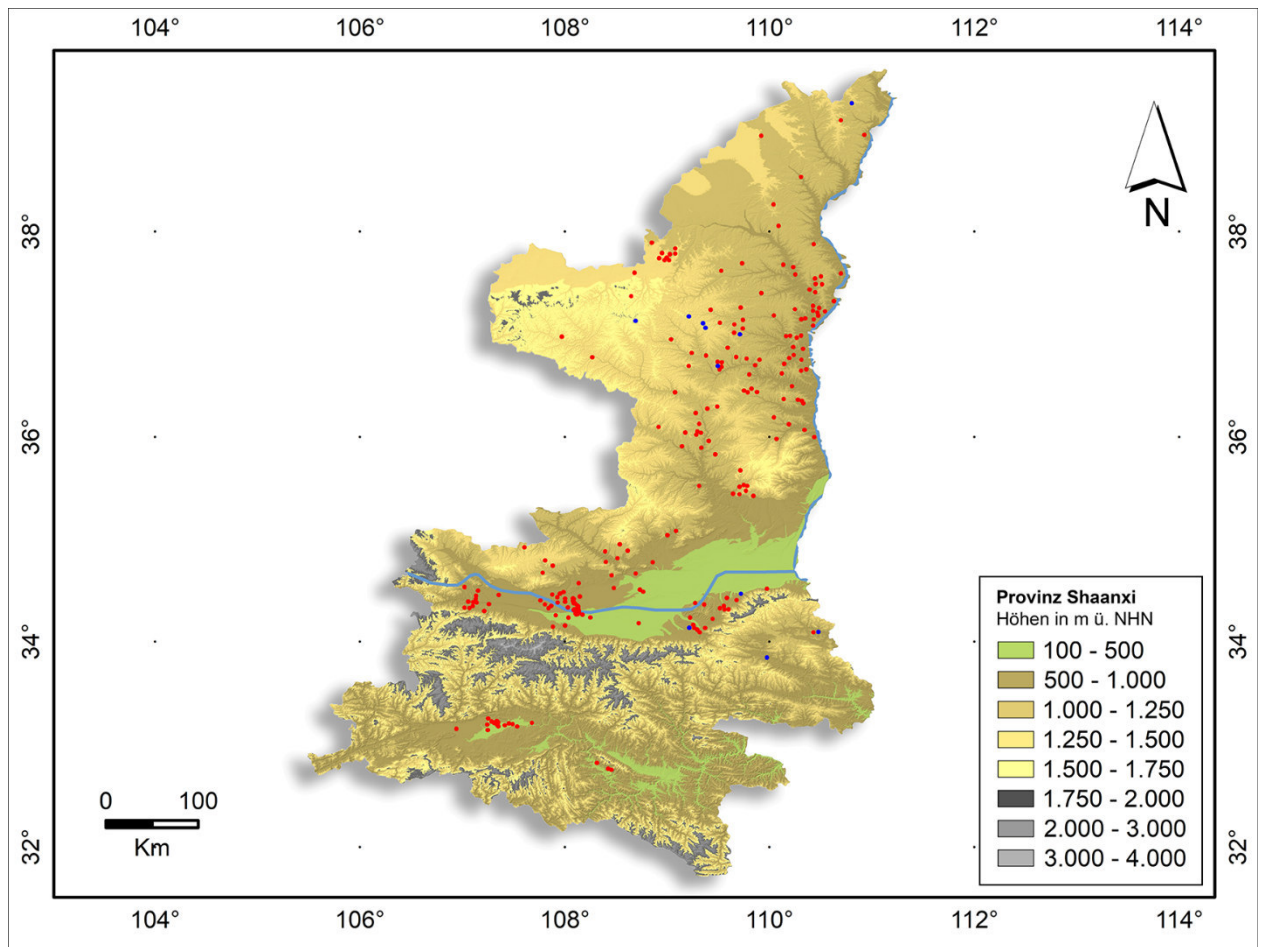 104° 106° 108° 110° 112° 114°
38° 38°
36° 36°
34° 34°
32° 32°
N
0 100
Km
Provinz Shaanxi
Höhen in m ü. NHN
100 - 500
500 - 1.000
1.000 - 1.250
1.250 - 1.500
1.500 - 1.750
1.750 - 2.000
2.000 - 3.000
3.000 - 4.000
104° 106° 108° 110° 112° 114°